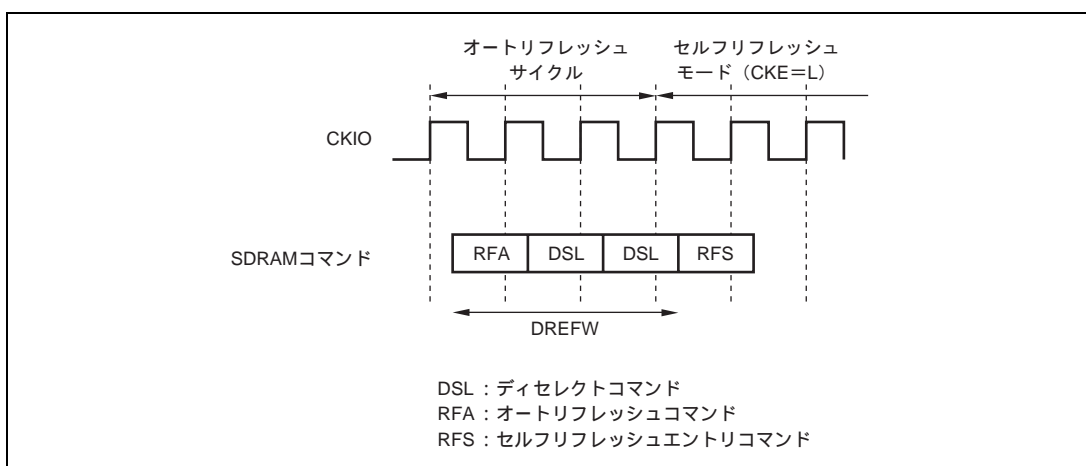 オートリフレッシュ
サイクル
セルフリフレッシュ
モード（CKE＝L）
CKIO
SDRAMコマンド
RFA
DSL
DSL
RFS
DREFW
DSL：ディセレクトコマンド
RFA：オートリフレッシュコマンド
RFS：セルフリフレッシュエントリコマンド